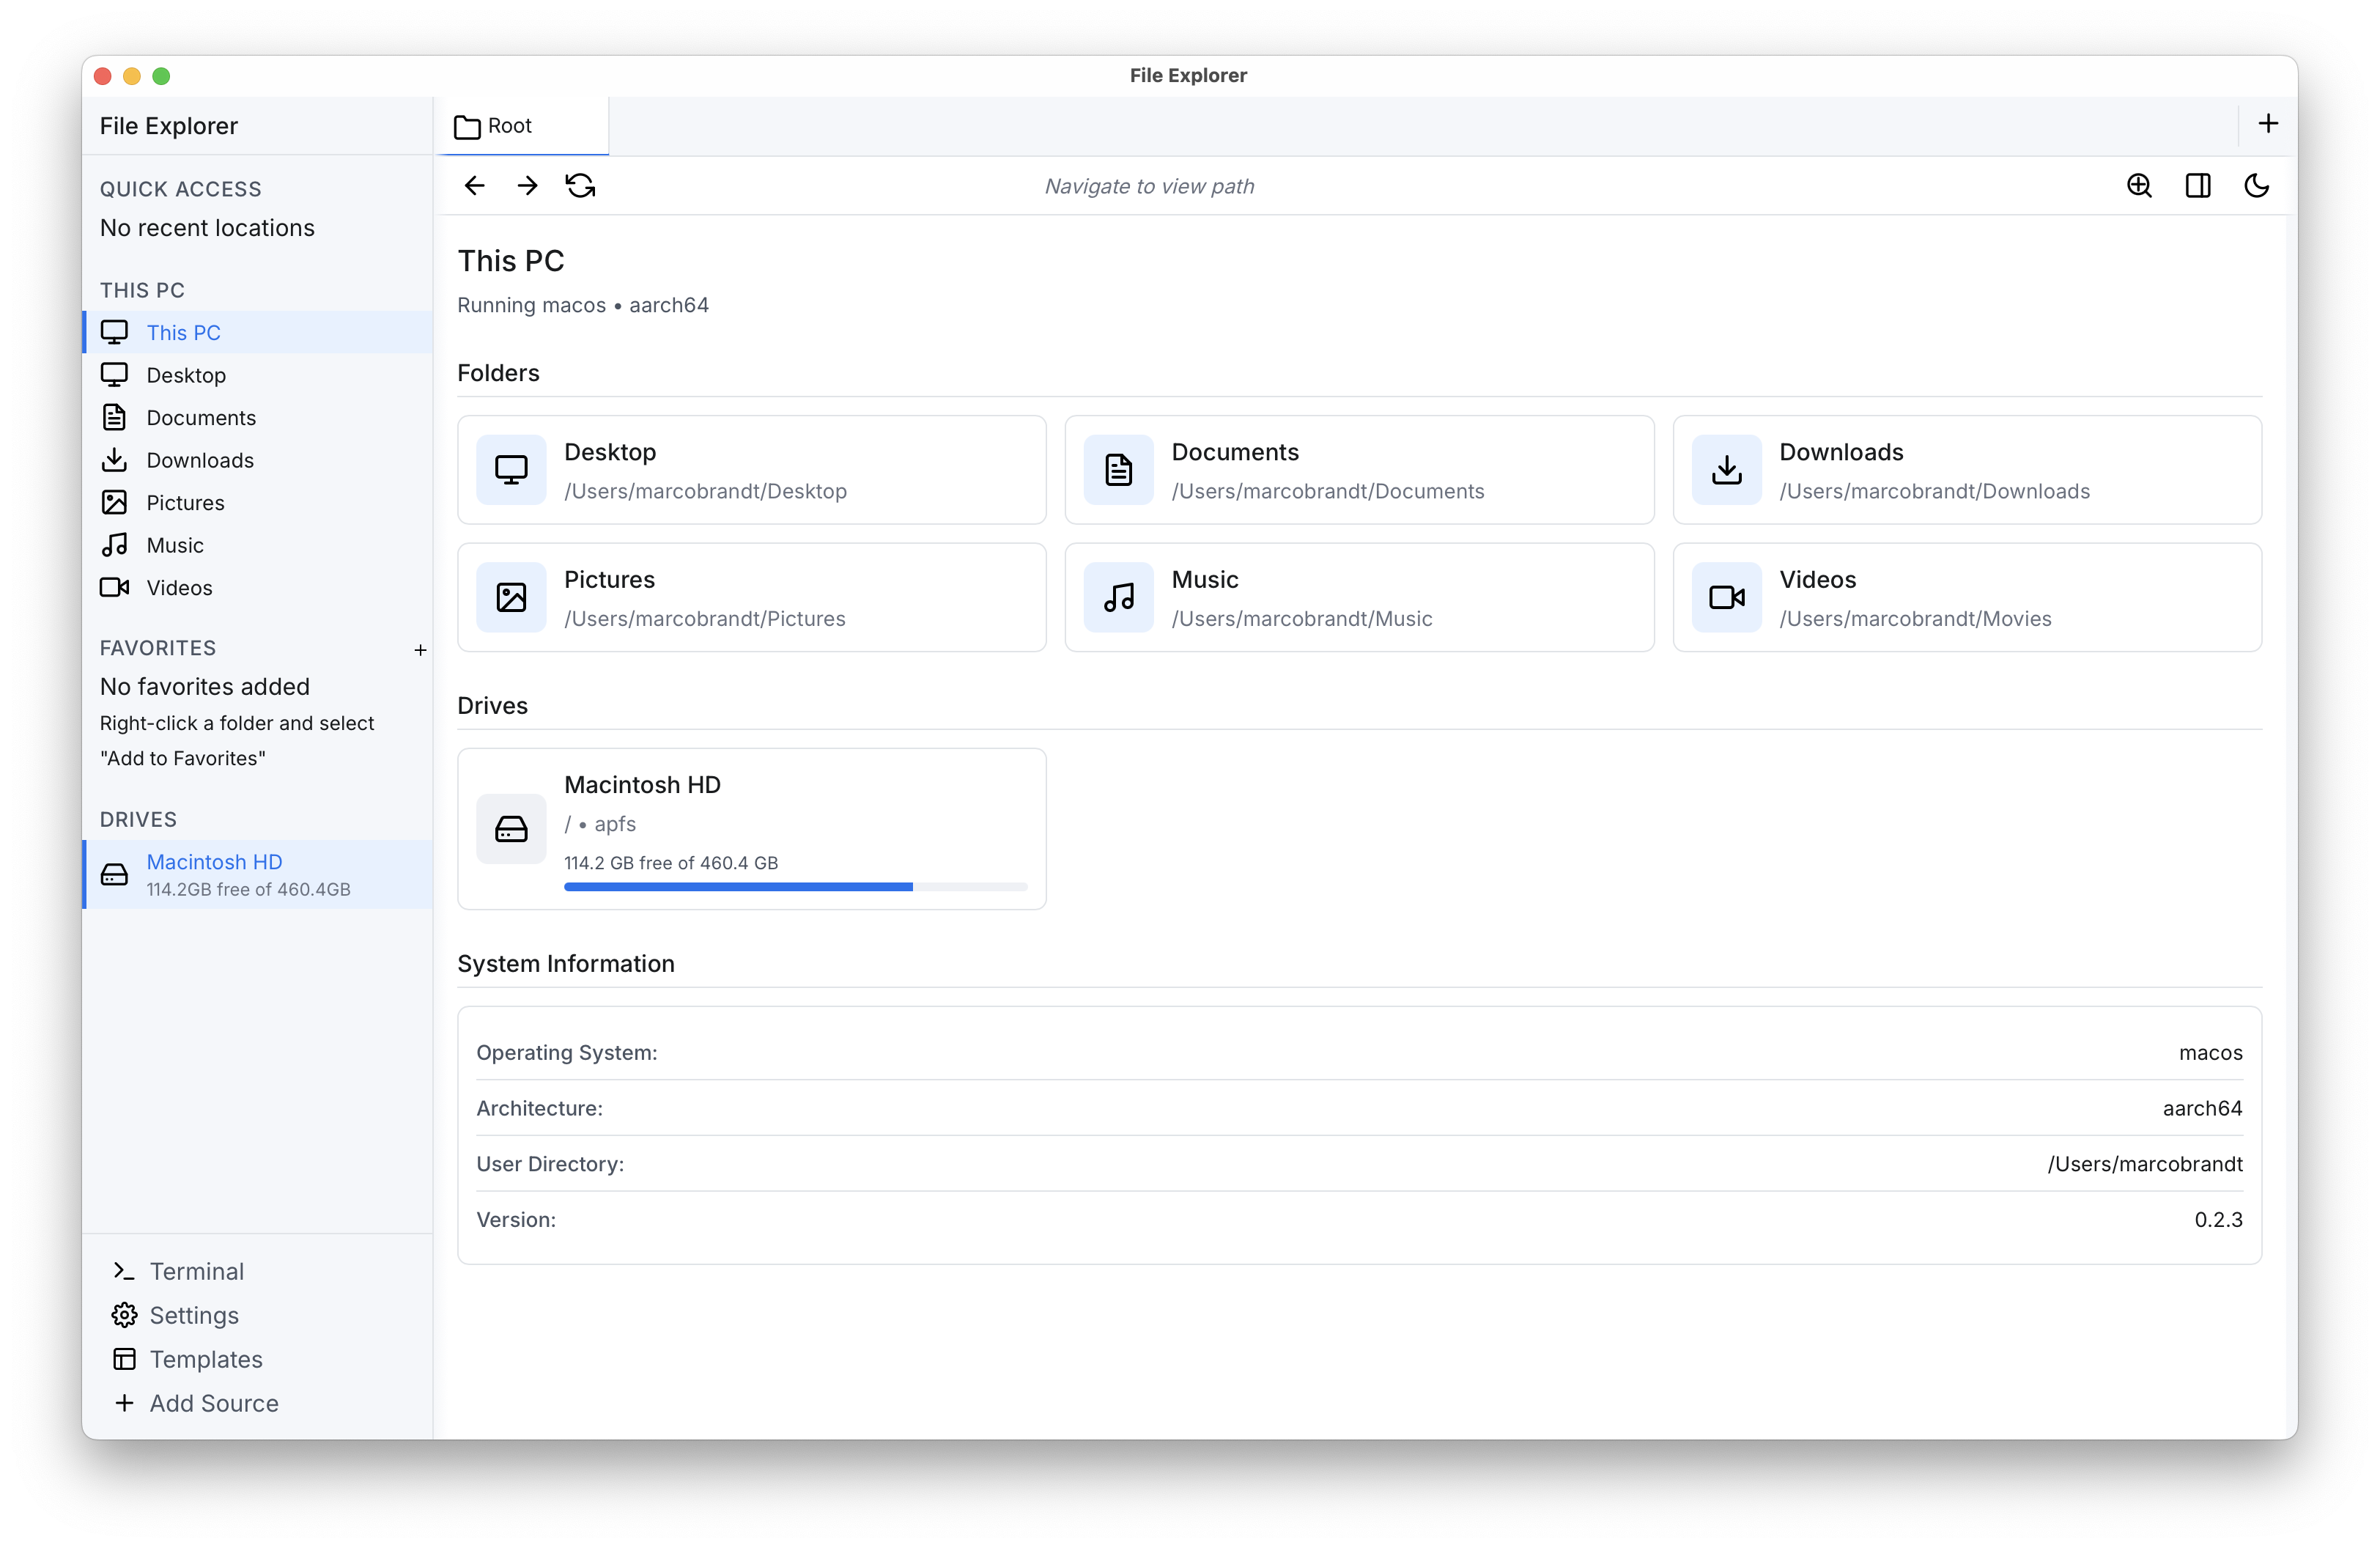 File Explorer
File Explorer
Root
QUICK ACCESS
No recent locations
THIS PC
This PC
Desktop
Documents
Downloads
Pictures
Music
Videos
FAVORITES
No favorites added
Right-click a folder and select
"Add to Favorites"
DRIVES
Macintosh HD
114.2GB free of 460.4GB
Terminal
Settings
Templates
Add Source
Navigate to view path
This PC
Running macos • aarch64
Folders
Desktop
/Users/marcobrandt/Desktop
Documents
/Users/marcobrandt/Documents
Downloads
/Users/marcobrandt/Downloads
Pictures
/Users/marcobrandt/Pictures
Music
/Users/marcobrandt/Music
Videos
/Users/marcobrandt/Movies
Drives
Macintosh HD
/ • apfs
114.2 GB free of 460.4 GB
System Information
Operating System: macos
Architecture: aarch64
User Directory: /Users/marcobrandt
Version: 0.2.3